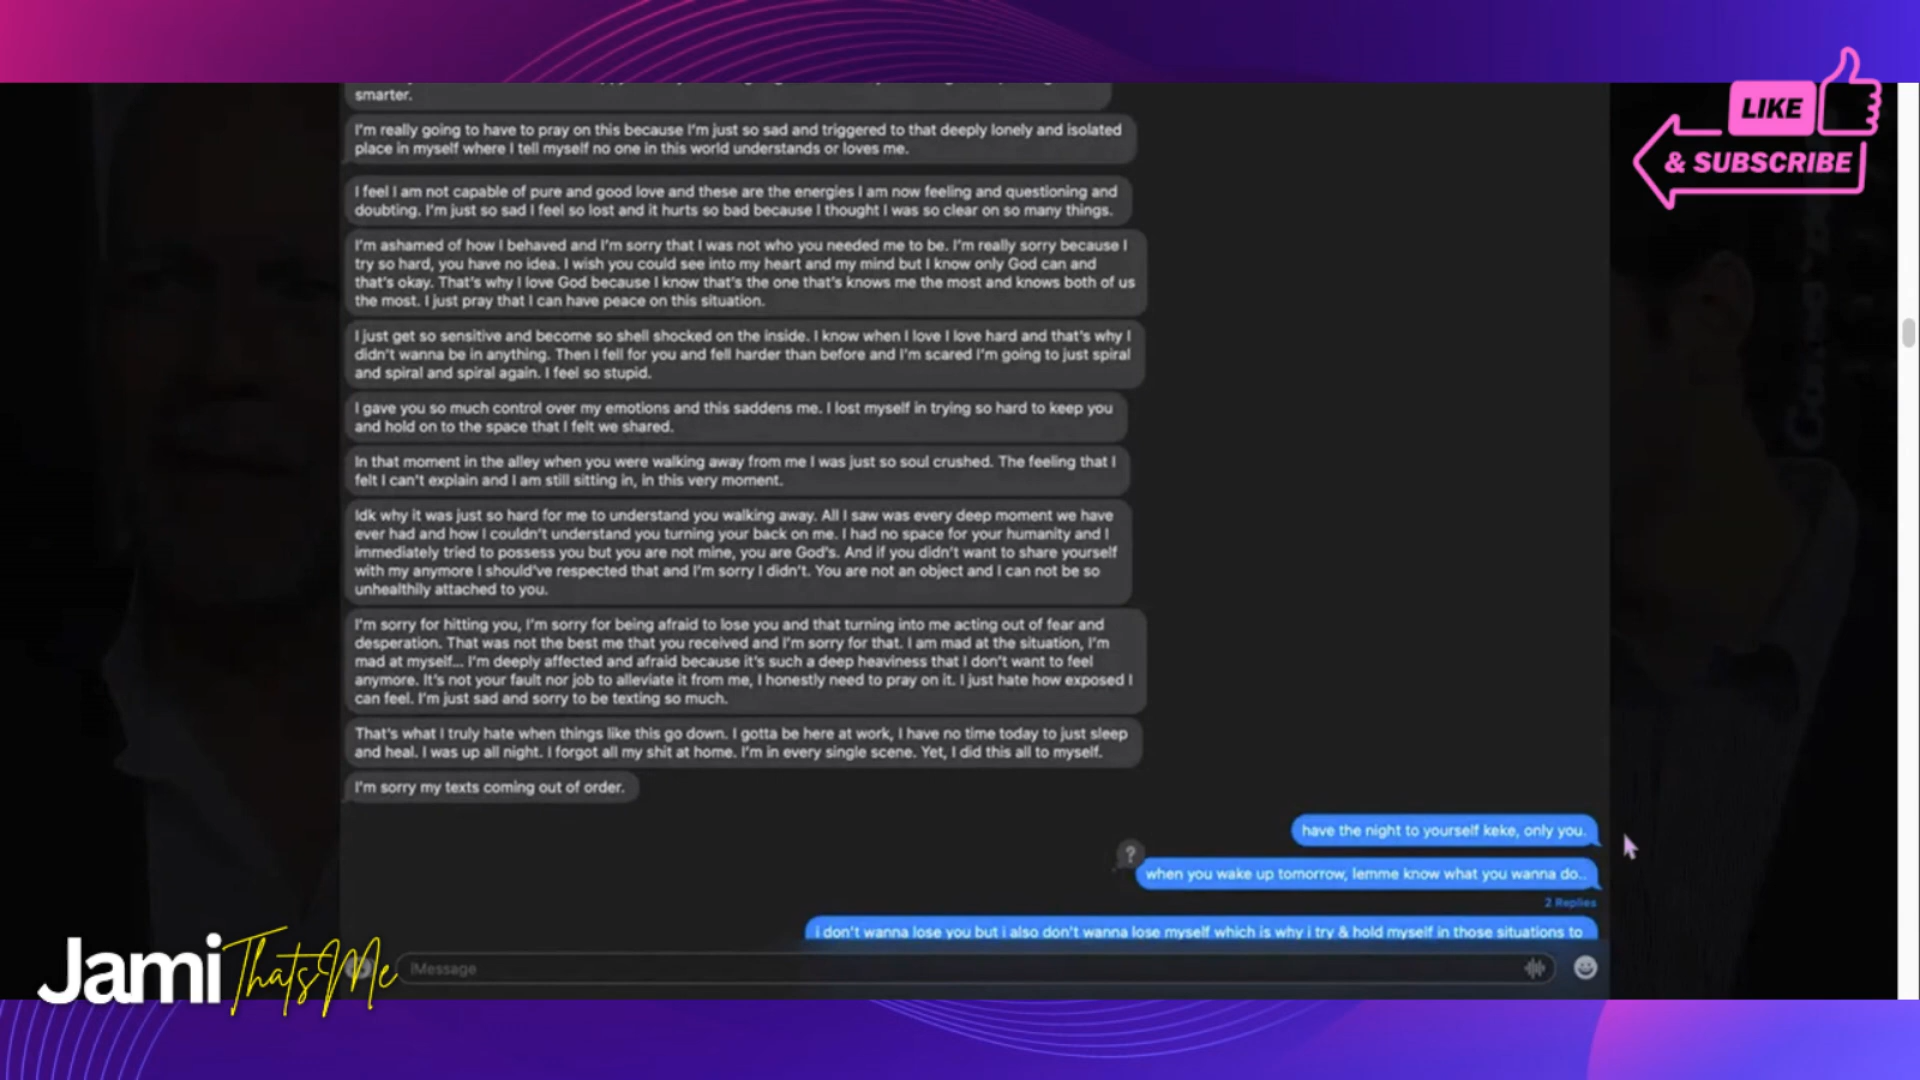 smarter.
LIKE
& SUBSCRIBE
I'm really going to have to pray on this because I'm just so sad and triggered to that deeply lonely and isolated
place in myself where I tell myself no one in this world understands or loves me.
I feel I am not capable of pure and good love and these are the energies I am now feeling and questioning and
doubting. I'm just so sad I feel so lost and it hurts so bad because I thought I was so clear on so many things.
I'm ashamed of how I behaved and I'm sorry that I was not who you needed me to be. I'm really sorry because I
try so hard, you have no idea. I wish you could see into my heart and my mind but I know only God can and
that's okay. That's why I love God because I know that's the one that's knows me the most and knows both of us
the most. I just pray that I can have peace on this situation.
I just get so sensitive and become so shell shocked on the inside. I know when I love I love hard and that's why I
didn't wanna be in anything. Then I fell for you and fell harder than before and I'm scared I'm going to just spiral
and spiral and spiral again. I feel so stupid.
I gave you so much control over my emotions and this saddens me. I lost myself in trying so hard to keep you
and hold on to the space that I felt we shared.
In that moment in the alley when you were walking away from me I was just so soul crushed. The feeling that I
felt I can't explain and I am still sitting in, in this very moment.
Idk why it was just so hard for me to understand you walking away. All I saw was every deep moment we have
ever had and how I couldn't understand you turning your back on me. I had no space for your humanity and I
immediately tried to possess you but you are not mine, you are God's. And if you didn't want to share yourself
with my anymore I should've respected that and I'm sorry I didn't. You are not an object and I can not be so
unhealthily attached to you.
I'm sorry for hitting you, I'm sorry for being afraid to lose you and that turning into me acting out of fear and
desperation. That was not the best me that you received and I'm sorry for that. I am mad at the situation, I'm
mad at myself... I'm deeply affected and afraid because it's such a deep heaviness that I don't want to feel
anymore. It's not your fault nor job to alleviate it from me, I honestly need to pray on it. I just hate how exposed I
can feel. I'm just sad and sorry to be texting so much.
That's what I truly hate when things like this go down. I gotta be here at work, I have no time today to just sleep
and heal. I was up all night. I forgot all my shit at home. I'm in every single scene. Yet, I did this all to myself.
I'm sorry my texts coming out of order.
have the night to yourself keke, only you.
?
when you wake up tomorrow, lemme know what you wanna do..
2 Replies
i don't wanna lose you but i also don't wanna lose myself which is why i try & hold myself in those situations to
iMessage
Jami ThatsMe